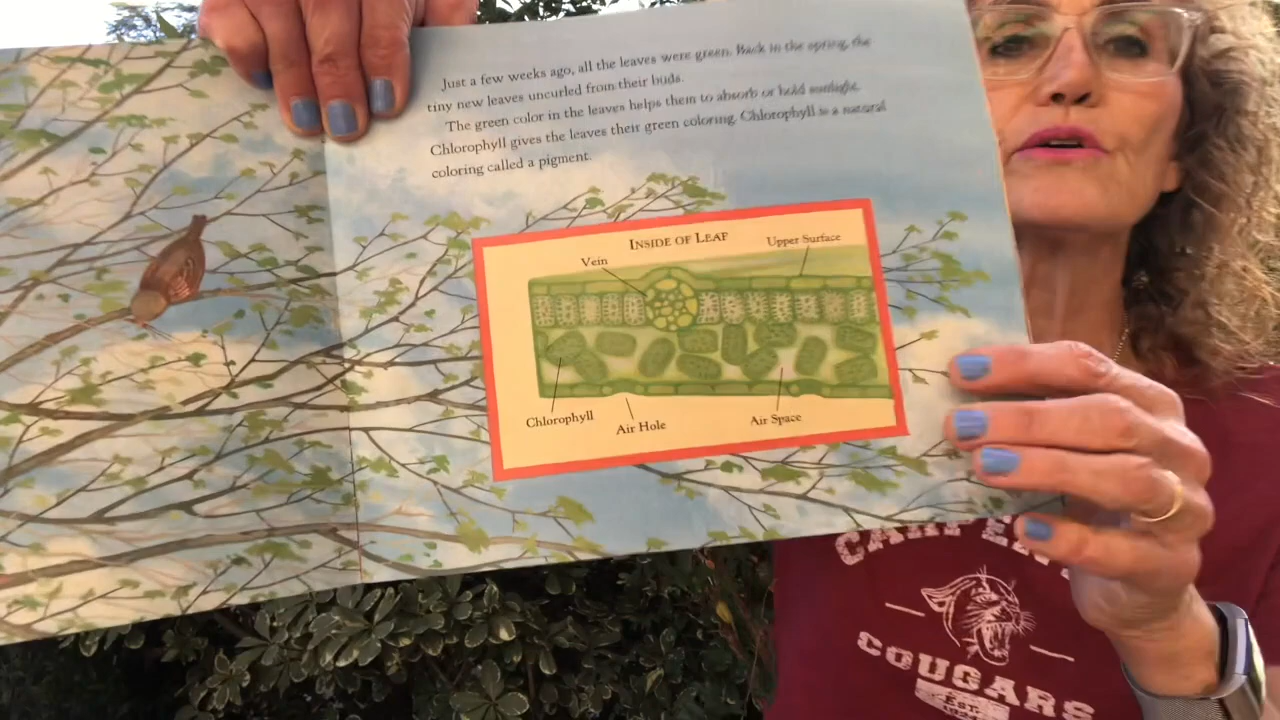 Just a few weeks ago, all the leaves were green. Back in the spring, the
tiny new leaves uncurled from their buds.
The green color in the leaves helps them to absorb or hold sunlight.
Chlorophyll gives the leaves their green coloring. Chlorophyll is a natural
coloring called a pigment.
INSIDE OF LEAF
Vein
Upper Surface
Chlorophyll
Air Hole
Air Space
COUGARS
EST.